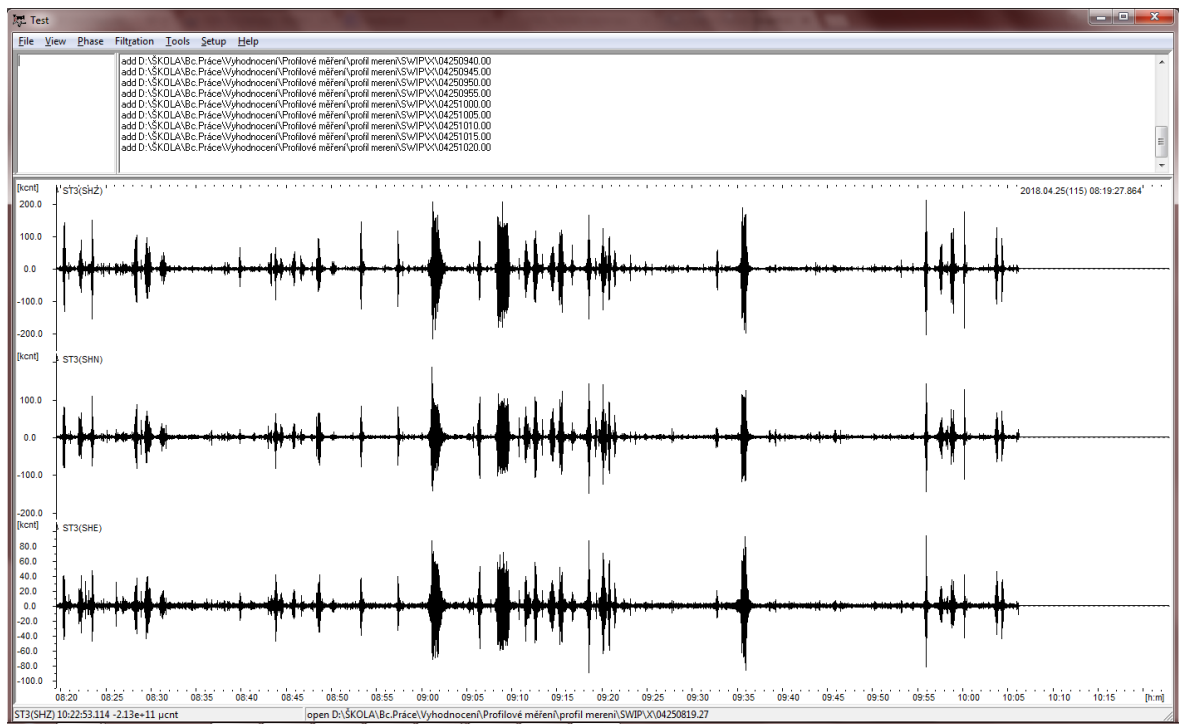 Test
File View Phase Filtration Tools Setup Help
add D:\ŠKOLA\Bc.Práce\Vyhodnocení\Profilové měření\profil mereni\SWIP\X\04250940.00
add D:\ŠKOLA\Bc.Práce\Vyhodnocení\Profilové měření\profil mereni\SWIP\X\04250945.00
add D:\ŠKOLA\Bc.Práce\Vyhodnocení\Profilové měření\profil mereni\SWIP\X\04250950.00
add D:\ŠKOLA\Bc.Práce\Vyhodnocení\Profilové měření\profil mereni\SWIP\X\04250955.00
add D:\ŠKOLA\Bc.Práce\Vyhodnocení\Profilové měření\profil mereni\SWIP\X\04251000.00
add D:\ŠKOLA\Bc.Práce\Vyhodnocení\Profilové měření\profil mereni\SWIP\X\04251005.00
add D:\ŠKOLA\Bc.Práce\Vyhodnocení\Profilové měření\profil mereni\SWIP\X\04251010.00
add D:\ŠKOLA\Bc.Práce\Vyhodnocení\Profilové měření\profil mereni\SWIP\X\04251015.00
add D:\ŠKOLA\Bc.Práce\Vyhodnocení\Profilové měření\profil mereni\SWIP\X\04251020.00
[kcnt] ST3(SHZ) 2018.04.25(115) 08:19:27.864
200.0
100.0
0.0
-100.0
-200.0
[kcnt] ST3(SHN)
100.0
0.0
-100.0
-200.0
[kcnt] ST3(SHE)
80.0
60.0
40.0
20.0
0.0
-20.0
-40.0
-60.0
-80.0
-100.0
08:20 08:25 08:30 08:35 08:40 08:45 08:50 08:55 09:00 09:05 09:10 09:15 09:20 09:25 09:30 09:35 09:40 09:45 09:50 09:55 10:00 10:05 10:10 10:15 [h:m]
ST3(SHZ) 10:22:53.114 -2.13e+11 µcnt open D:\ŠKOLA\Bc.Práce\Vyhodnocení\Profilové měření\profil mereni\SWIP\X\04250819.27